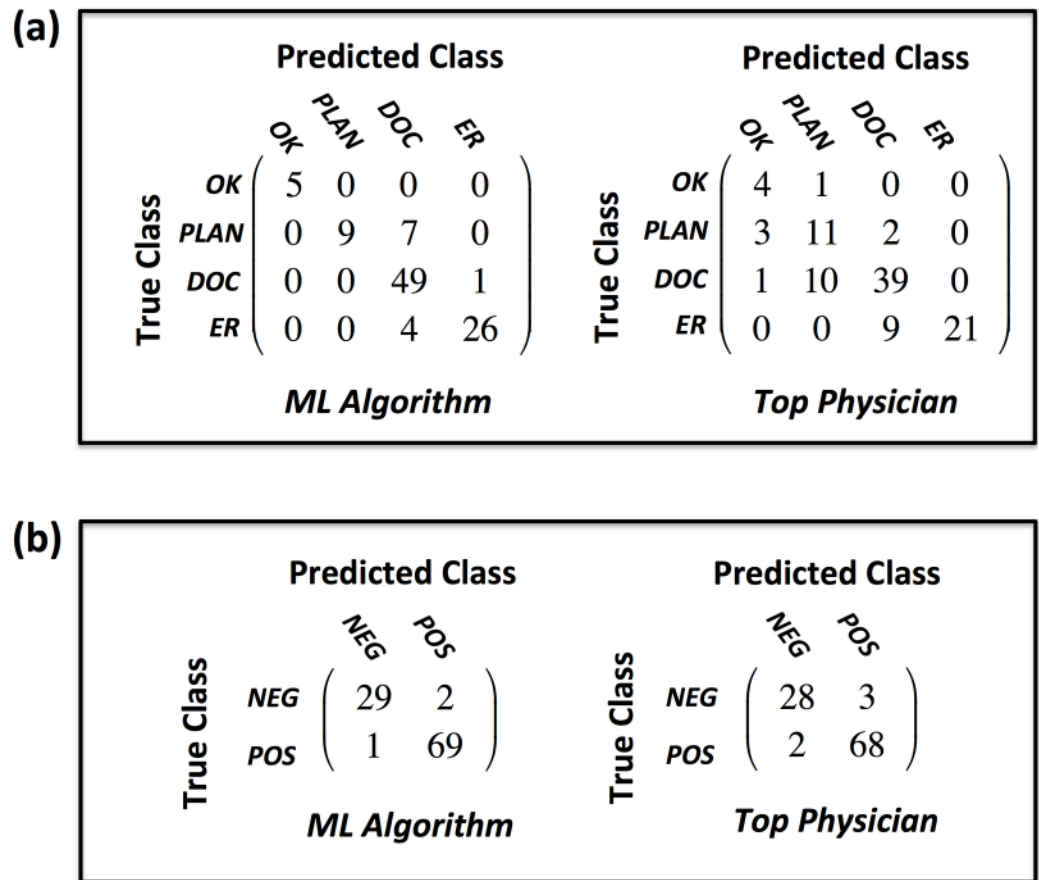 (a)
Predicted Class
OK PLAN DOC ER
True Class
OK 5 0 0 0
PLAN 0 9 7 0
DOC 0 0 49 1
ER 0 0 4 26
ML Algorithm
Predicted Class
OK PLAN DOC ER
True Class
OK 4 1 0 0
PLAN 3 11 2 0
DOC 1 10 39 0
ER 0 0 9 21
Top Physician
(b)
Predicted Class
NEG POS
True Class
NEG 29 2
POS 1 69
ML Algorithm
Predicted Class
NEG POS
True Class
NEG 28 3
POS 2 68
Top Physician